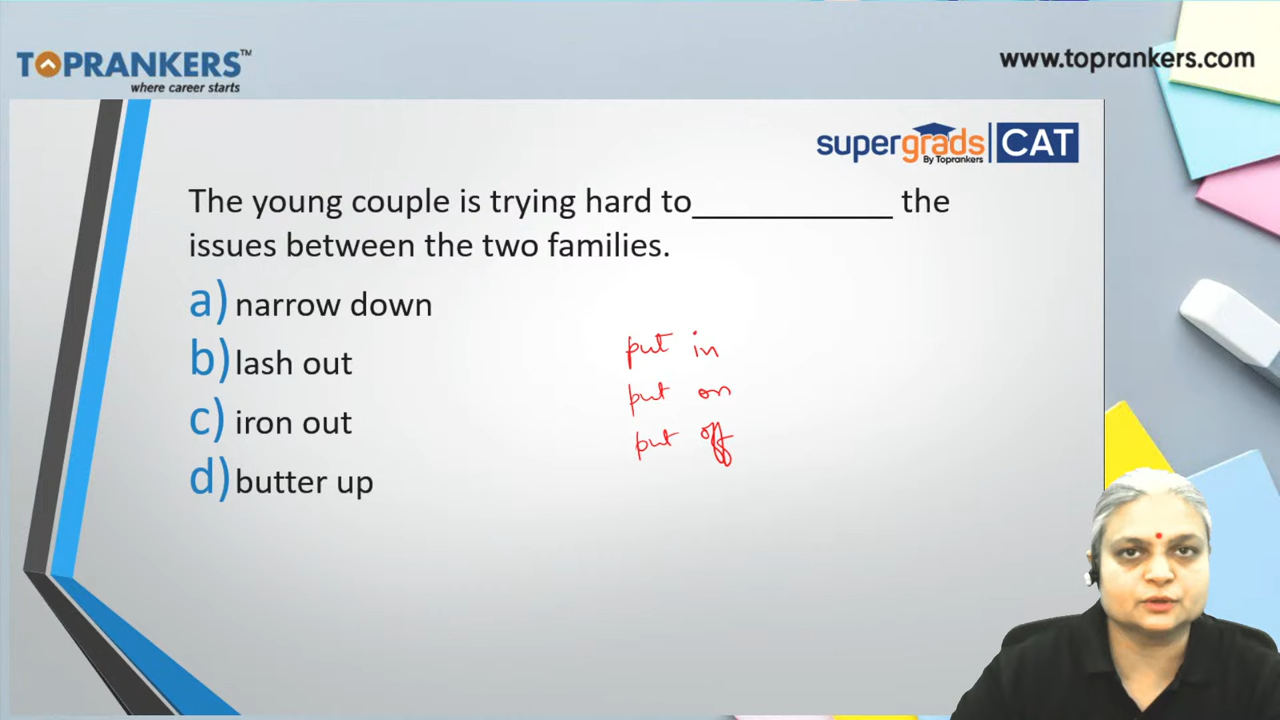 TOPRANKERS™
where career starts
www.toprankers.com
supergrads
By Toprankers
CAT
The young couple is trying hard to____________ the
issues between the two families.
a) narrow down
b) lash out
c) iron out
d) butter up
put in
put on
put off